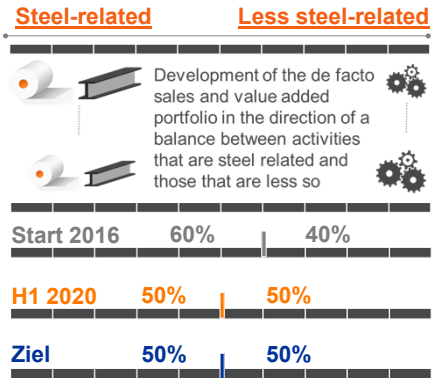 Steel-related Less steel-related
Development of the de facto
sales and value added
portfolio in the direction of a
balance between activities
that are steel related and
those that are less so
Start 2016 60% 40%
H1 2020 50% 50%
Ziel 50% 50%